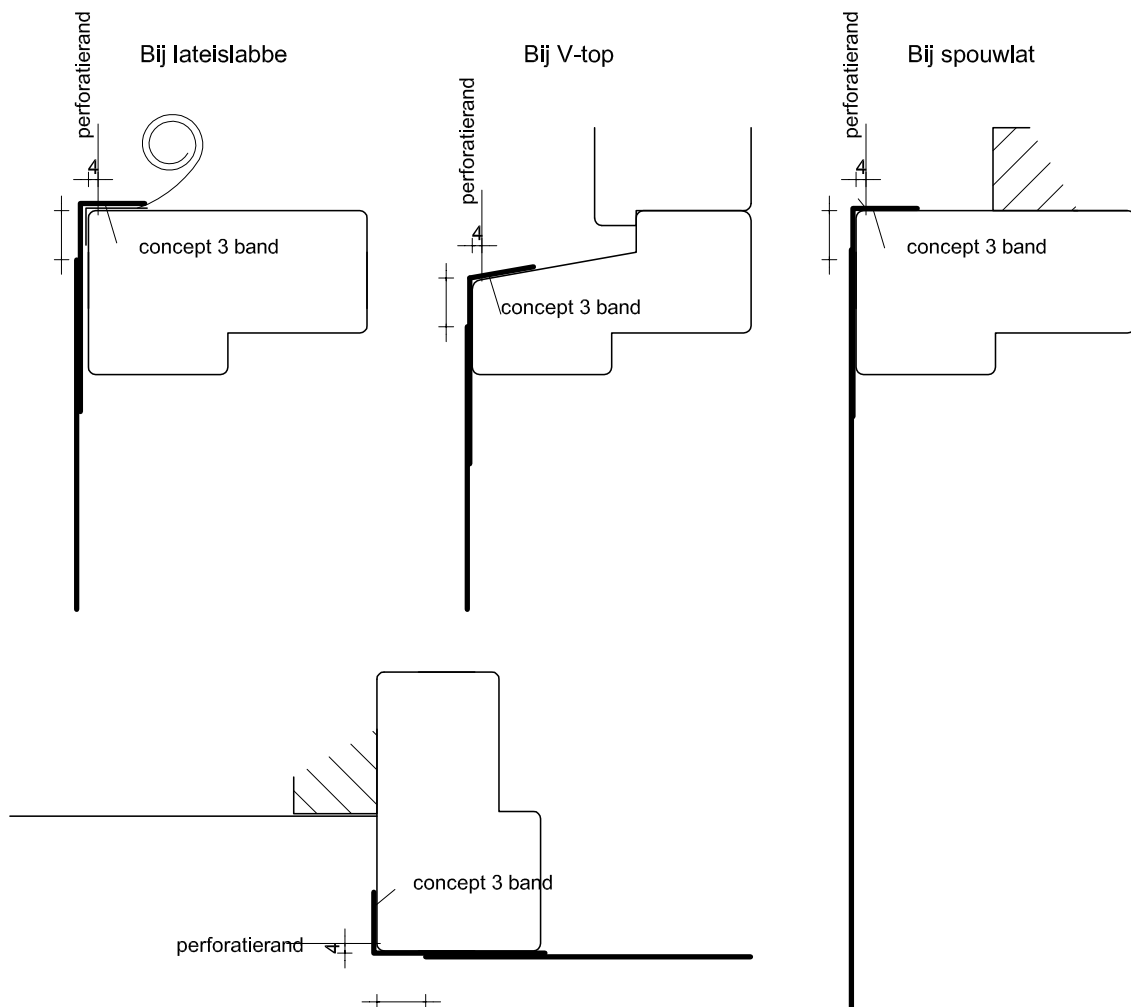 Bij lateislabbe
perforatierand
4
concept 3 band
Bij V-top
perforatierand
4
concept 3 band
Bij spouwlat
perforatierand
4
concept 3 band
concept 3 band
perforatierand
4